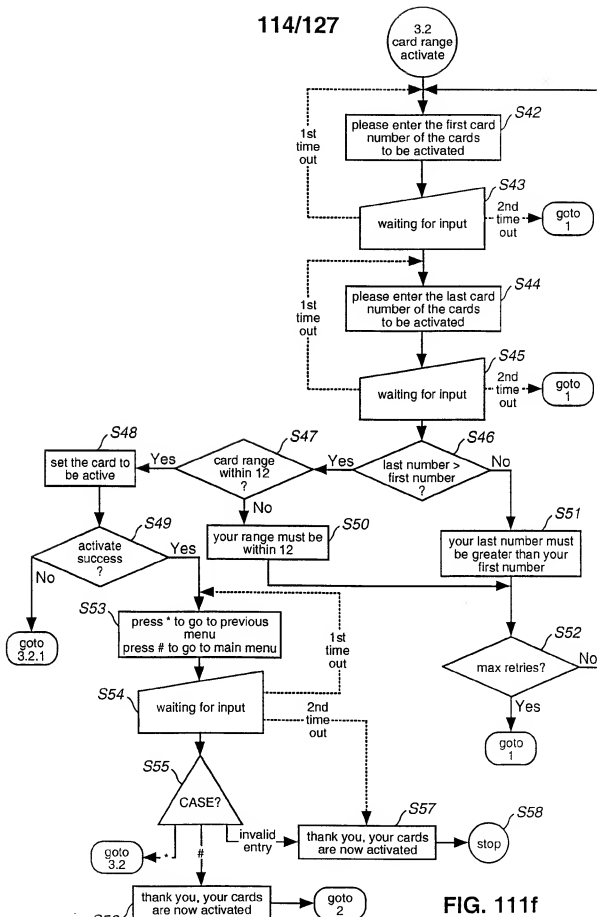 114/127
3.2
card range
activate
S42
please enter the first card
number of the cards
to be activated
1st
time
out
S43
waiting for input
2nd
time
out
goto
1
S44
please enter the last card
number of the cards
to be activated
1st
time
out
S45
waiting for input
2nd
time
out
goto
1
S48
set the card to
be active
Yes
S47
card range
within 12
?
Yes
S46
last number >
first number
?
No
S49
activate
success
?
Yes
No
No
S50
your range must be
within 12
S51
your last number must
be greater than your
first number
goto
3.2.1
S53
press * to go to previous
menu
press # to go to main menu
1st
time
out
S52
max retries?
No
Yes
goto
1
S54
waiting for input
2nd
time
out
S55
CASE?
invalid
entry
S57
thank you, your cards
are now activated
S58
stop
goto
3.2
*
#
thank you, your cards
are now activated
goto
2
FIG. 111f